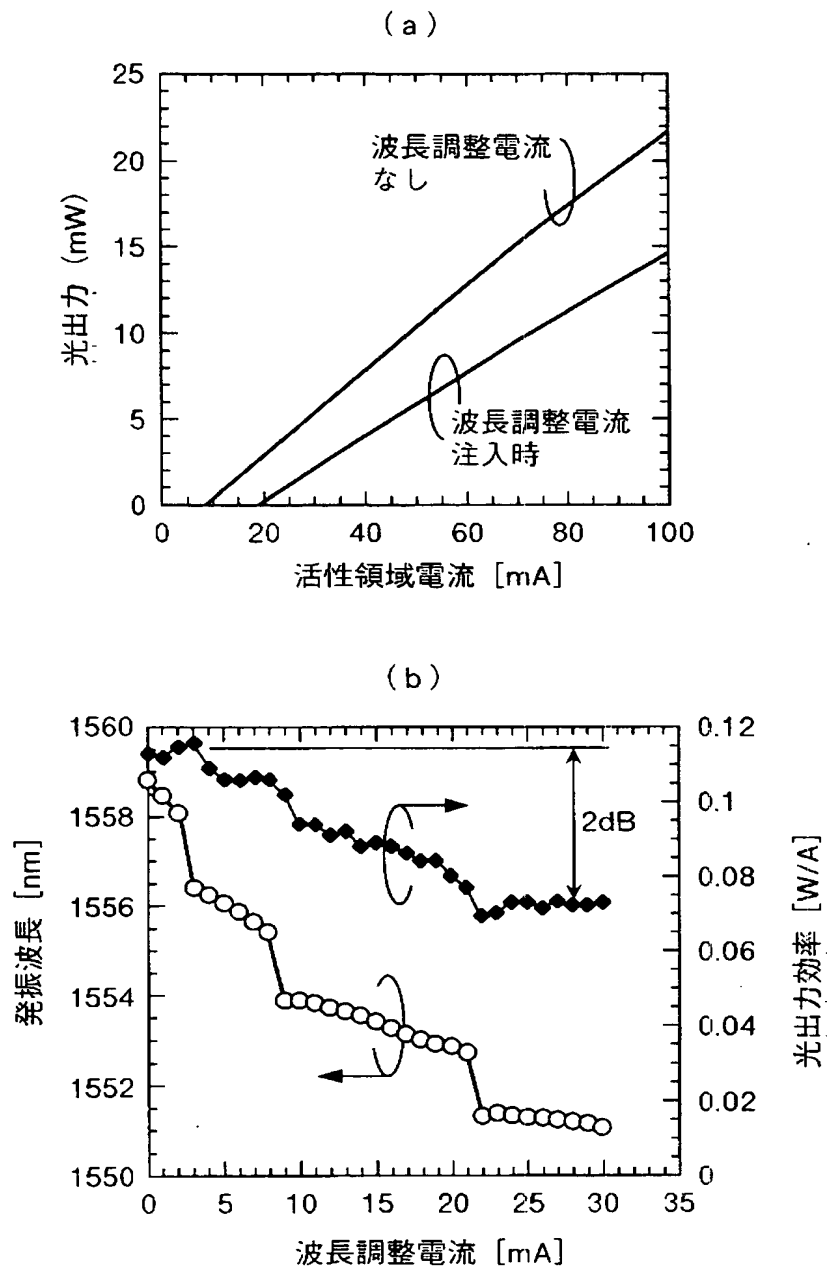 (a)
25
20
15
10
5
0
光出力 (mW)
波長調整電流
なし
波長調整電流
注入時
0 20 40 60 80 100
活性領域電流 [mA]
(b)
1560
1558
1556
1554
1552
1550
発振波長 [nm]
2dB
0.12
0.1
0.08
0.06
0.04
0.02
0
光出力効率 [W/A]
0 5 10 15 20 25 30 35
波長調整電流 [mA]